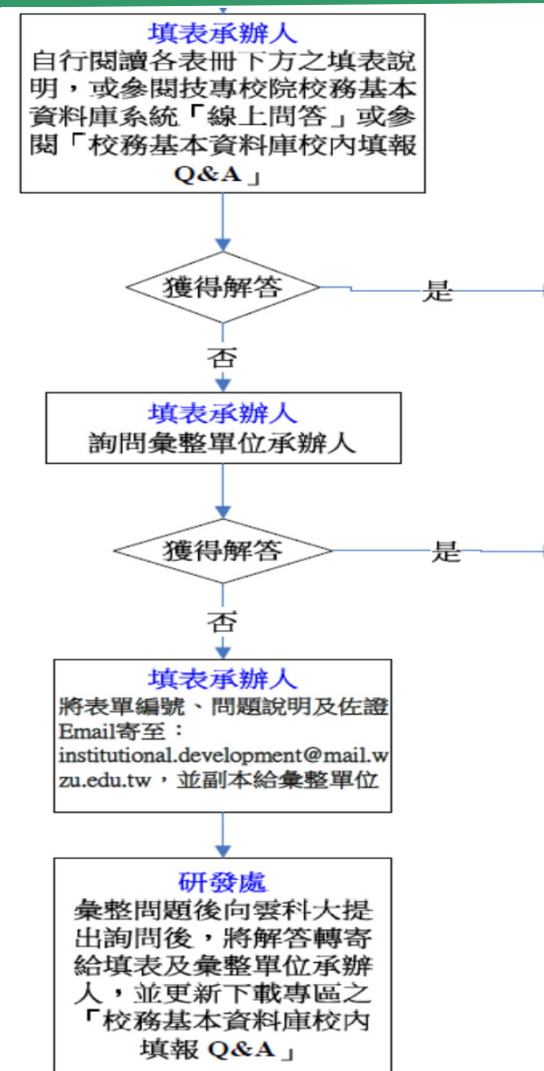 填表承辦人
自行閱讀各表冊下方之填表說
明，或參閱技專校院校務基本
資料庫系統「線上問答」或參
閱「校務基本資料庫校內填報
Q&A」
獲得解答
是
否
填表承辦人
詢問彙整單位承辦人
獲得解答
是
否
填表承辦人
將表單編號、問題說明及佐證
Email寄至：
institutional.development@mail.w
zu.edu.tw，並副本給彙整單位
研發處
彙整問題後向雲科大提
出詢問後，將解答轉寄
給填表及彙整單位承辦
人，並更新下載專區之
「校務基本資料庫校內
填報 Q&A」